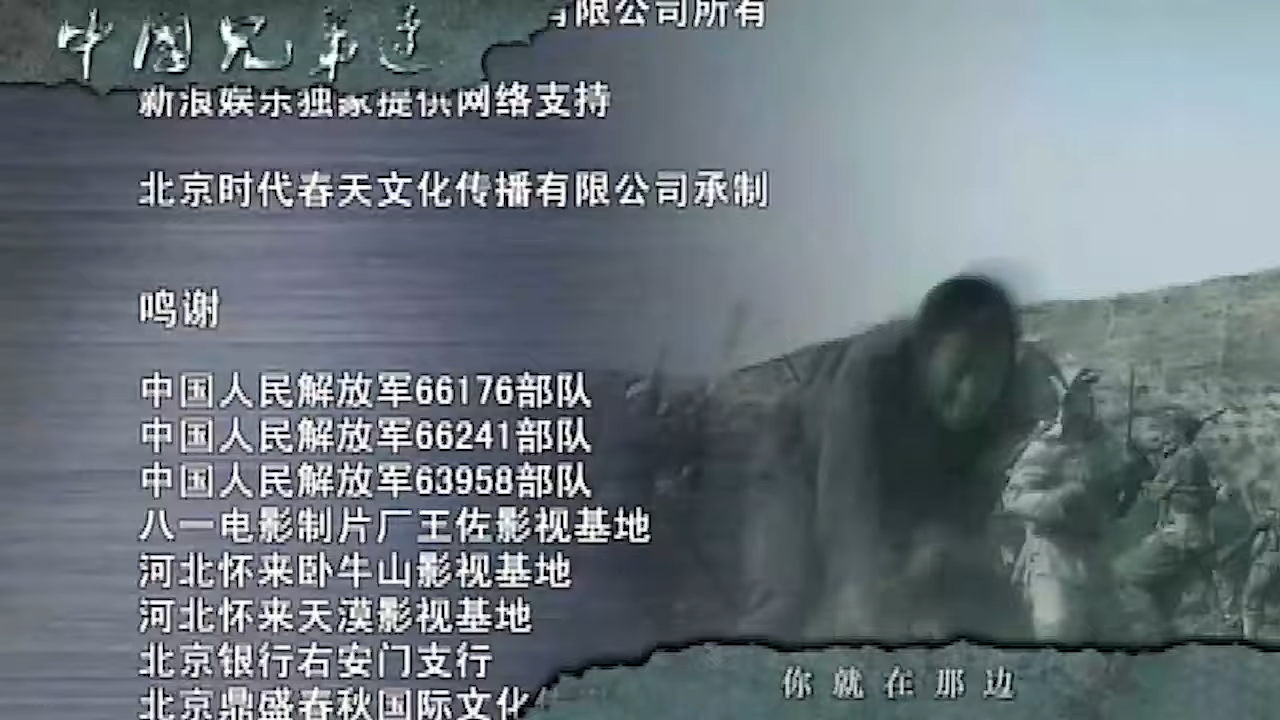 中国兄弟连
有限公司所有
新浪娱乐独家提供网络支持
北京时代春天文化传播有限公司承制
鸣谢
中国人民解放军66176部队
中国人民解放军66241部队
中国人民解放军63958部队
八一电影制片厂王佐影视基地
河北怀来卧牛山影视基地
河北怀来天漠影视基地
北京银行右安门支行
北京鼎盛春秋国际文化
你就在那边